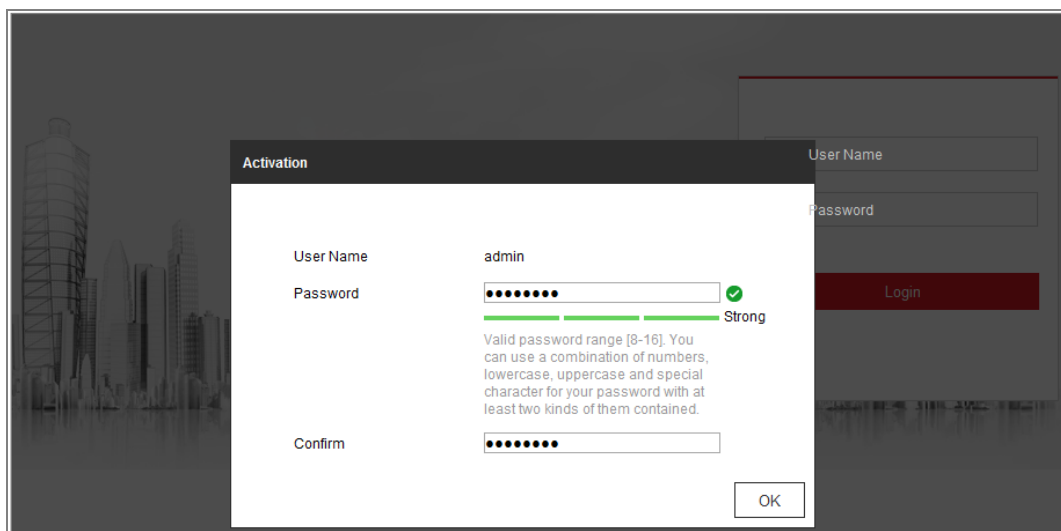 Activation
User Name
Password
Login
User Name admin
Password ●●●●●●●●
Strong
Valid password range [8-16]. You
can use a combination of numbers,
lowercase, uppercase and special
character for your password with at
least two kinds of them contained.
Confirm ●●●●●●●●
OK